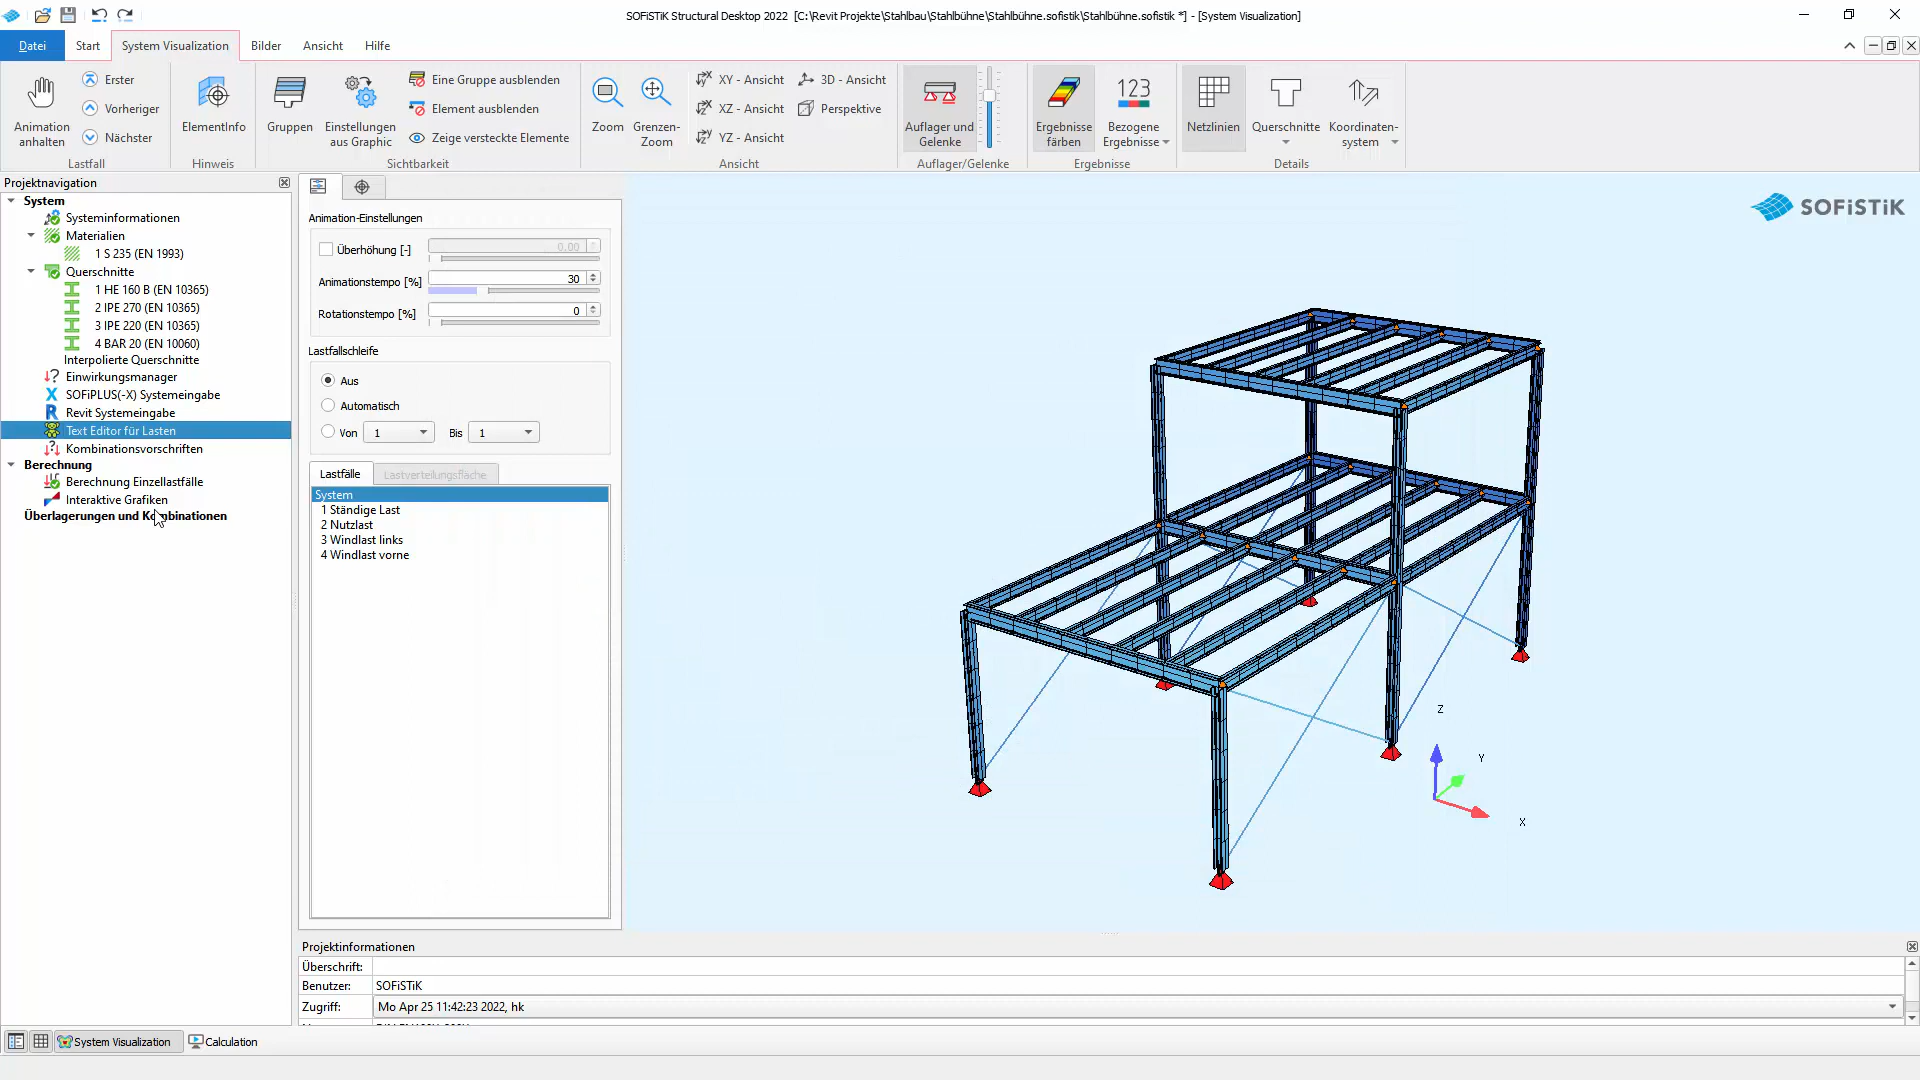 SOFiSTiK Structural Desktop 2022 [C:\Revit Projekte\Stahlbau\Stahlbühne\Stahlbühne.sofistik\Stahlbühne.sofistik *] - [System Visualization]
Datei
Start
System Visualization
Bilder
Ansicht
Hilfe
Animation anhalten
Erster
Vorheriger
Nächster
Lastfall
ElementInfo
Hinweis
Gruppen
Einstellungen aus Graphic
Eine Gruppe ausblenden
Element ausblenden
Zeige versteckte Elemente
Sichtbarkeit
Zoom
Grenzen-Zoom
XY - Ansicht
XZ - Ansicht
YZ - Ansicht
3D - Ansicht
Perspektive
Ansicht
Auflager und Gelenke
Auflager/Gelenke
Ergebnisse färben
123
Bezogene Ergebnisse
Ergebnisse
Netzlinien
Querschnitte
Koordinaten-system
Details
Projektnavigation
System
Systeminformationen
Materialien
1 S 235 (EN 1993)
Querschnitte
1 HE 160 B (EN 10365)
2 IPE 270 (EN 10365)
3 IPE 220 (EN 10365)
4 BAR 20 (EN 10060)
Interpolierte Querschnitte
Einwirkungsmanager
SOFiPLUS(-X) Systemeingabe
Revit Systemeingabe
Text Editor für Lasten
Kombinationsvorschriften
Berechnung
Berechnung Einzellastfälle
Interaktive Grafiken
Überlagerungen und Kombinationen
Animation-Einstellungen
Überhöhung [-]
0.00
Animationstempo [%]
30
Rotationstempo [%]
0
Lastfallschleife
Aus
Automatisch
Von
1
Bis
1
Lastfälle
Lastverteilungsfläche
System
1 Ständige Last
2 Nutzlast
3 Windlast links
4 Windlast vorne
SOFiSTiK
Z
Y
X
Projektinformationen
Überschrift:
Benutzer:
SOFiSTiK
Zugriff:
Mo Apr 25 11:42:23 2022, hk
System Visualization
Calculation